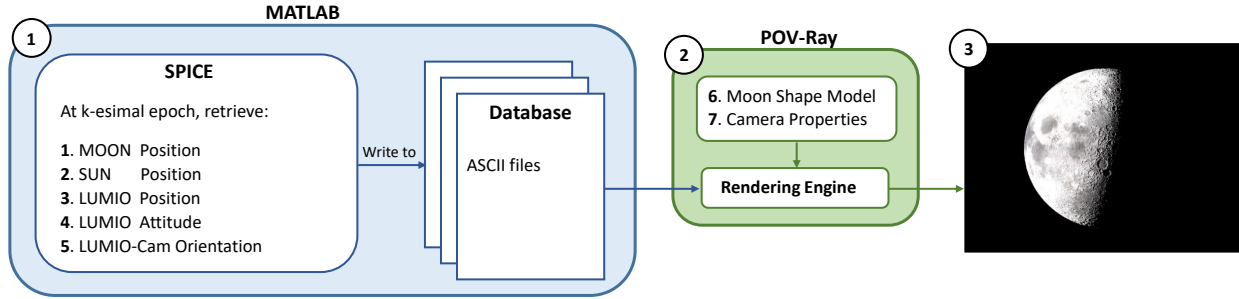 MATLAB
1
SPICE
At k-esimal epoch, retrieve:
1. MOON Position
2. SUN Position
3. LUMIO Position
4. LUMIO Attitude
5. LUMIO-Cam Orientation
Write to
Database
ASCII files
POV-Ray
2
6. Moon Shape Model
7. Camera Properties
Rendering Engine
3